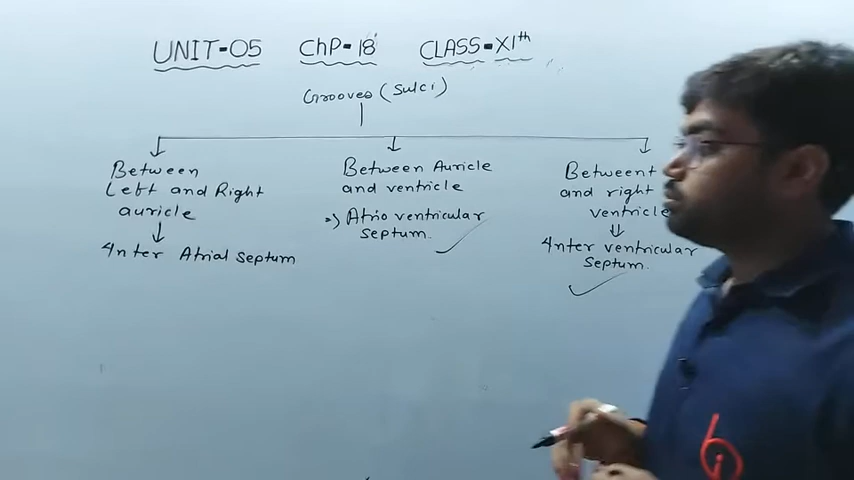 UNIT-05 ChP-18 CLASS-XIth
Grooves (Sulci)
Between
Left and Right
auricle
Inter Atrial septum
Between Auricle
and ventricle
Atrio ventricular
septum.
Between
and right
ventricle
Inter ventricular
septum.